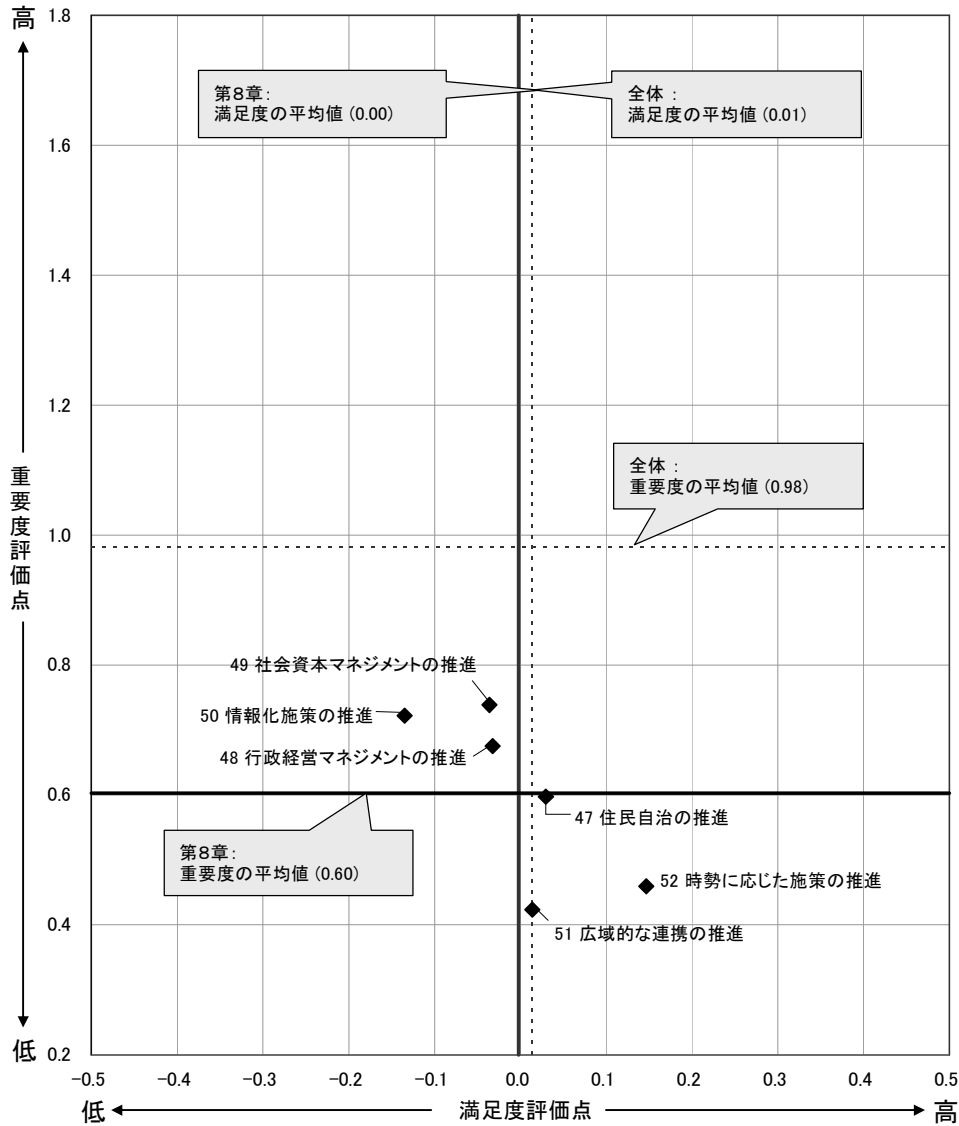 高
1.8
1.6
1.4
1.2
1.0
0.8
0.6
0.4
0.2
低
重要度評価点
第8章:
満足度の平均値 (0.00)
全体 :
満足度の平均値 (0.01)
全体 :
重要度の平均値 (0.98)
49 社会資本マネジメントの推進
50 情報化施策の推進
48 行政経営マネジメントの推進
47 住民自治の推進
第8章:
重要度の平均値 (0.60)
52 時勢に応じた施策の推進
51 広域的な連携の推進
−0.5 −0.4 −0.3 −0.2 −0.1 0.0 0.1 0.2 0.3 0.4 0.5
低 満足度評価点 高